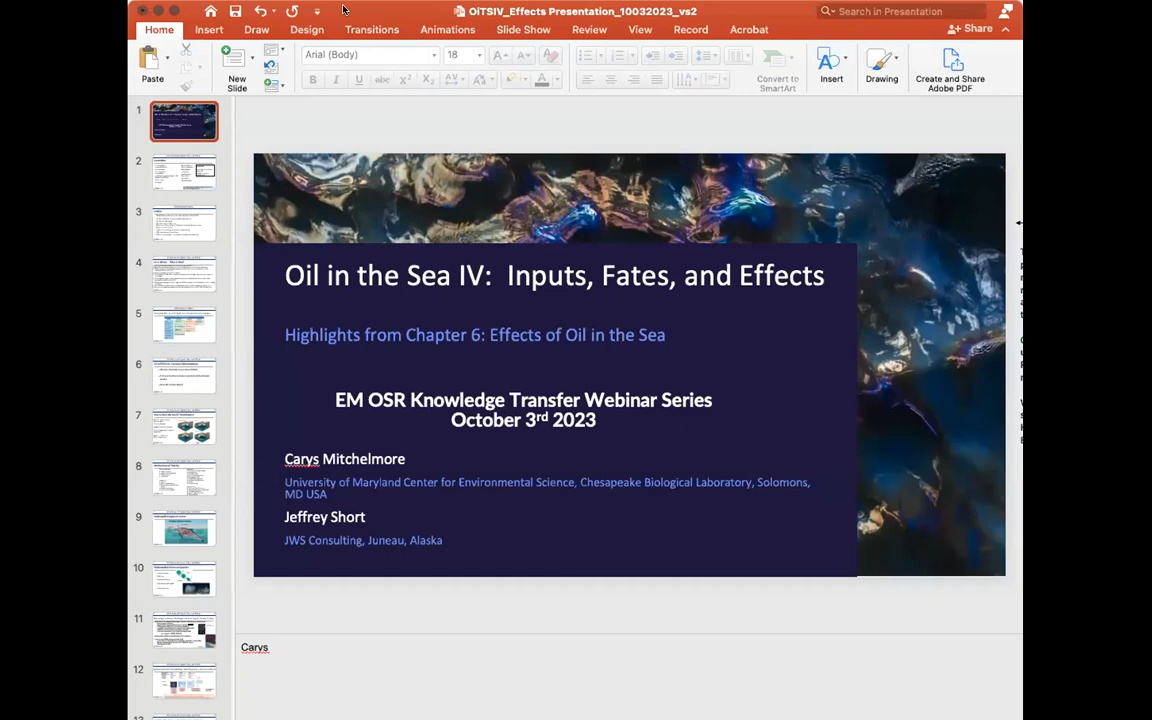 OiTSIV_Effects Presentation_10032023_vs2
Search in Presentation
Home Insert Draw Design Transitions Animations Slide Show Review View Record Acrobat
Share
Paste
New
Slide
Arial (Body)
18
Convert to
SmartArt
Insert
Drawing
Create and Share
Adobe PDF
1
2
3
4
5
6
7
8
9
10
11
12
Oil in the Sea IV: Inputs, Fates, and Effects
Highlights from Chapter 6: Effects of Oil in the Sea
EM OSR Knowledge Transfer Webinar Series
October 3rd 2023
Carys Mitchelmore
University of Maryland Center for Environmental Science, Chesapeake Biological Laboratory, Solomons,
MD USA
Jeffrey Short
JWS Consulting, Juneau, Alaska
Carys